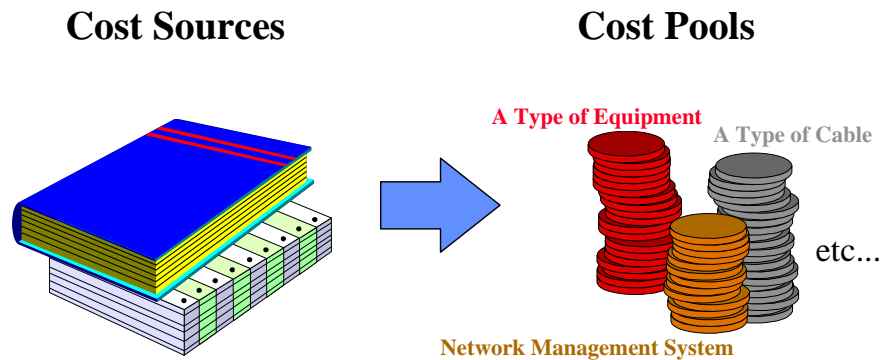 Cost Sources
Cost Pools
A Type of Equipment
A Type of Cable
etc...
Network Management System